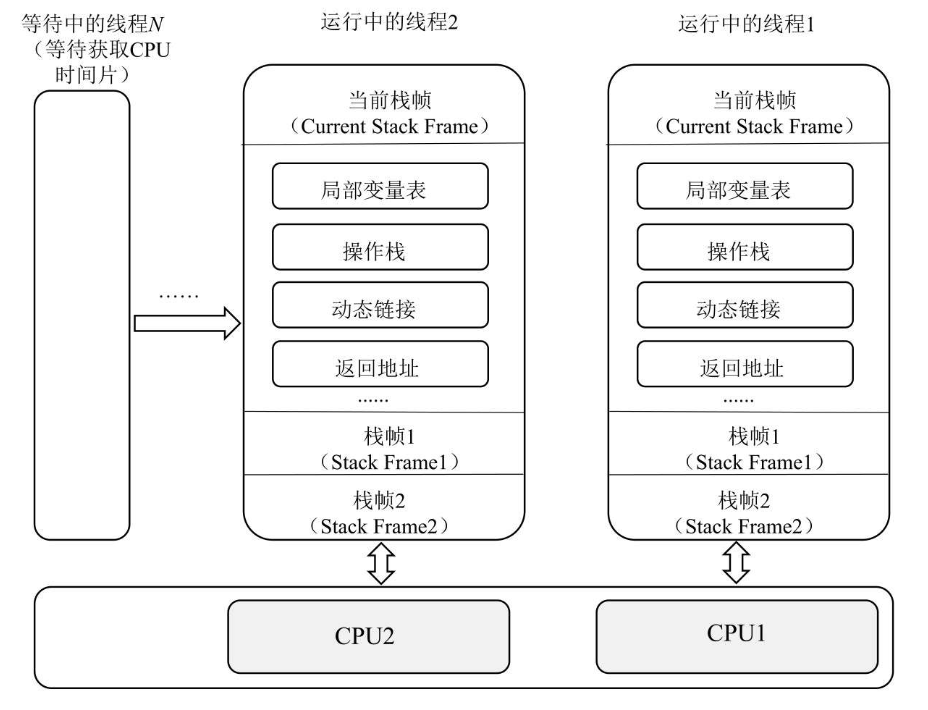 等待中的线程N
（等待获取CPU
时间片）
运行中的线程2
运行中的线程1
当前栈帧
（Current Stack Frame）
局部变量表
操作栈
动态链接
返回地址
……
栈帧1
（Stack Frame1）
栈帧2
（Stack Frame2）
当前栈帧
（Current Stack Frame）
局部变量表
操作栈
动态链接
返回地址
……
栈帧1
（Stack Frame1）
栈帧2
（Stack Frame2）
……
CPU2
CPU1